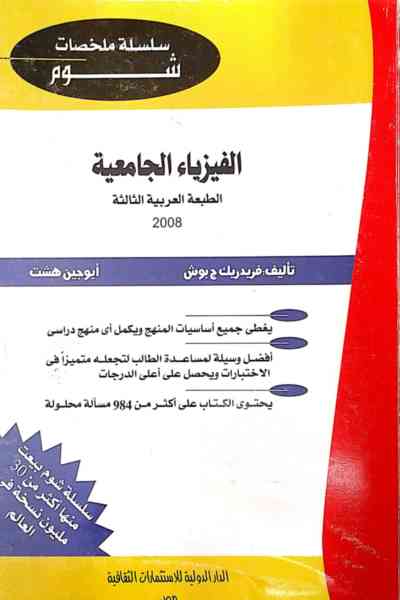 سلسلة ملخصات
شوم
الفيزياء الجامعية
الطبعة العربية الثالثة
2008
تأليف: فريدريك ج بوش أيوجين هشت
يغطى جميع أساسيات المنهج ويكمل أى منهج دراسى
أفضل وسيلة لمساعدة الطالب لتجعله متميزاً فى
الاختبارات ويحصل على أعلى الدرجات
يحتوى الكتاب على أكثر من 984 مسألة محلولة
سلسلة شوم بيعت
منها أكثر من 30
مليون نسخة فى
العالم
الدار الدولية للاستثمارات الثقافية
مصر